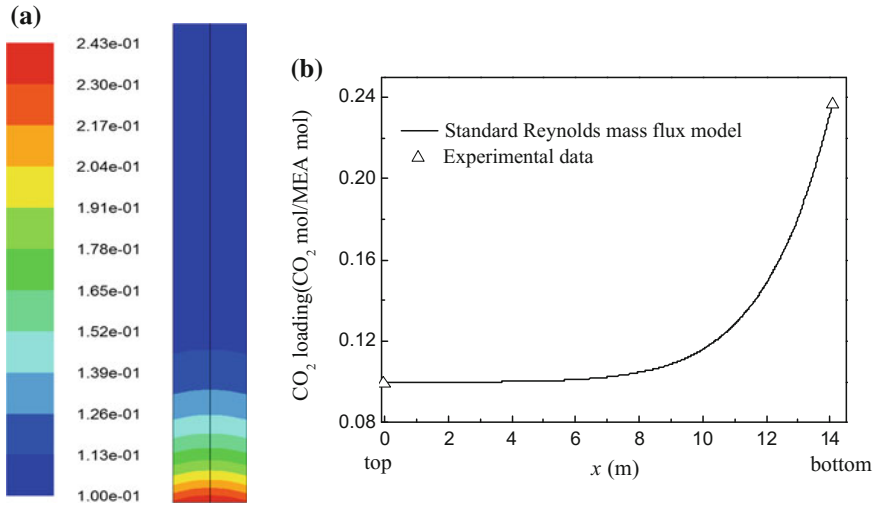 (a)
2.43e-01
2.30e-01
2.17e-01
2.04e-01
1.91e-01
1.78e-01
1.65e-01
1.52e-01
1.39e-01
1.26e-01
1.13e-01
1.00e-01
(b)
CO₂ loading(CO₂ mol/MEA mol)
0.24
0.20
0.16
0.12
0.08
Standard Reynolds mass flux model
Experimental data
0 2 4 6 8 10 12 14
top x (m) bottom